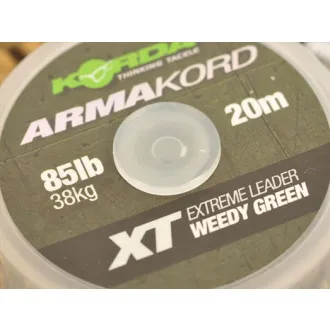 KORDA
THINKING TACKLE
ARMAKORD
85lb
38kg
20m
XT
EXTREME LEADER
WEEDY GREEN